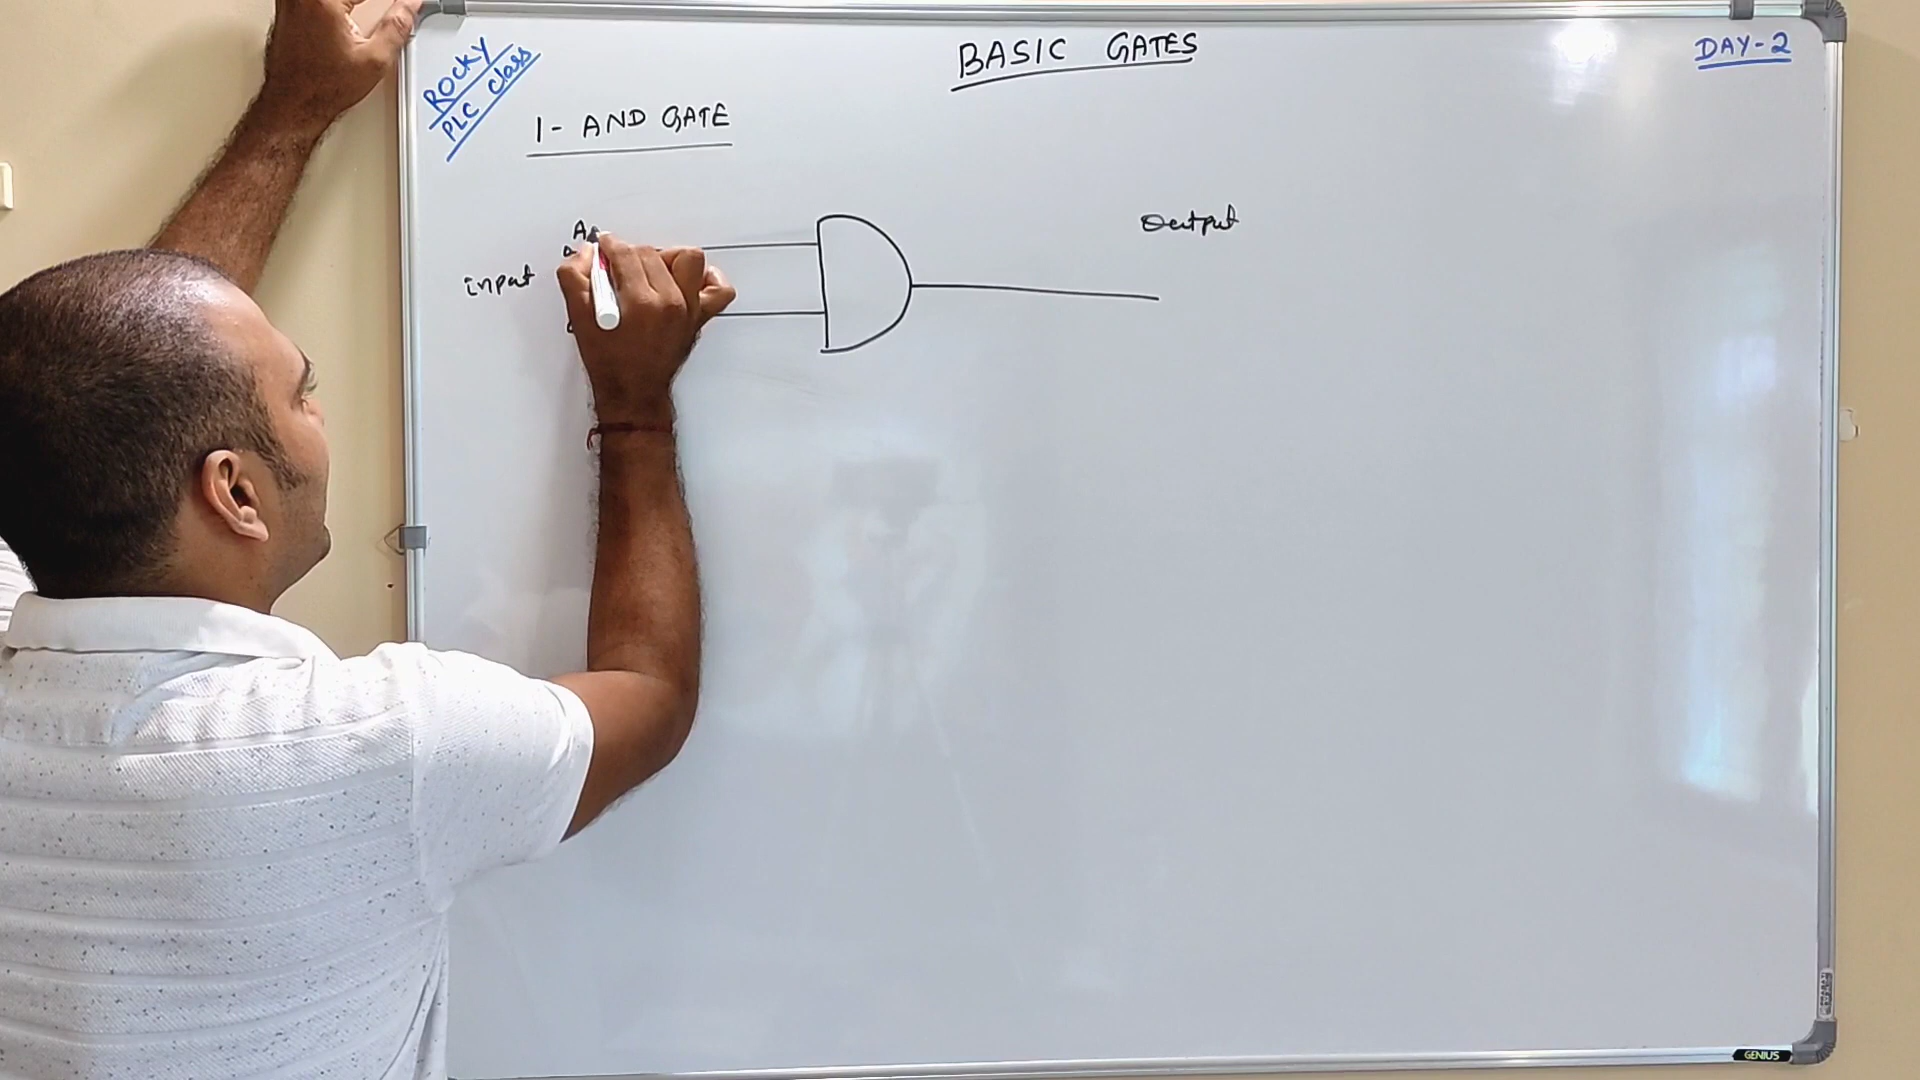 ROCKY
PLC class
BASIC GATES
DAY-2
1- AND GATE
A
input
Output
GENIUS